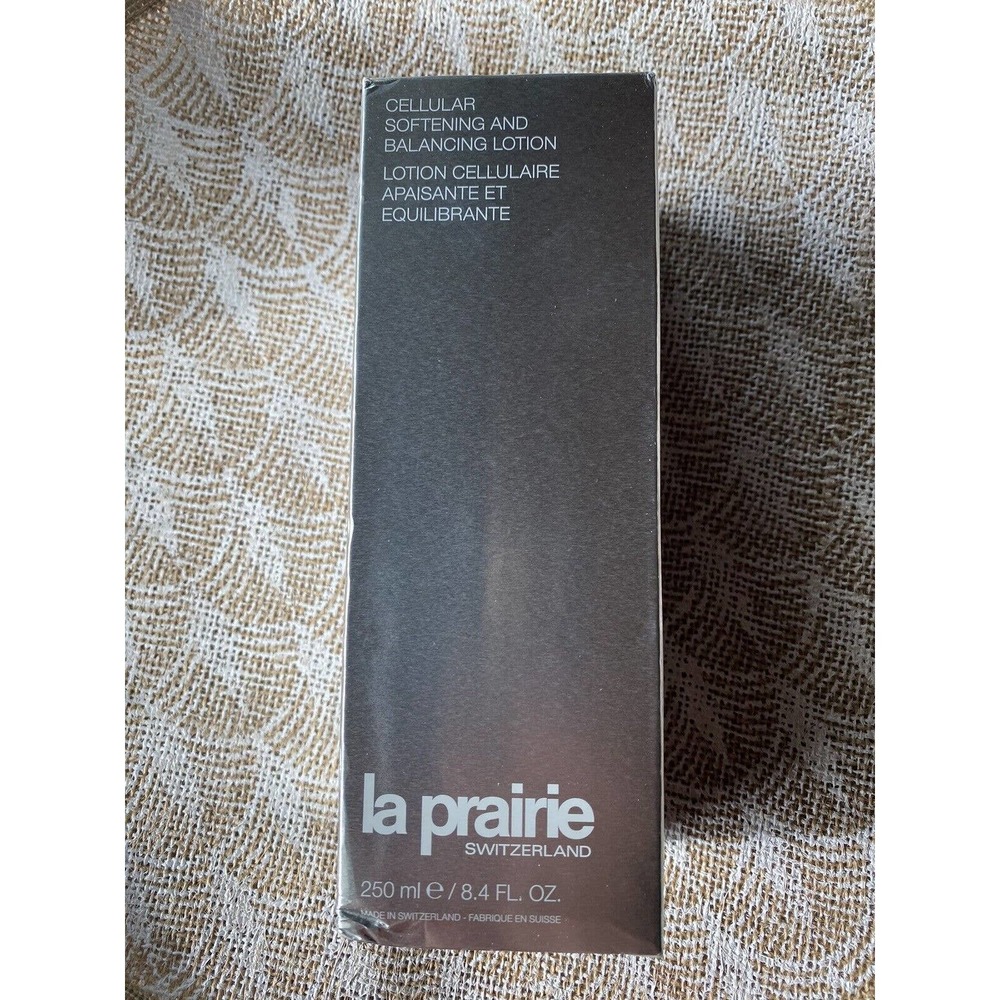 CELLULAR
SOFTENING AND
BALANCING LOTION
LOTION CELLULAIRE
APAISANTE ET
EQUILIBRANTE
la prairie
SWITZERLAND
250 ml ℮ / 8.4 FL. OZ.
MADE IN SWITZERLAND - FABRIQUE EN SUISSE